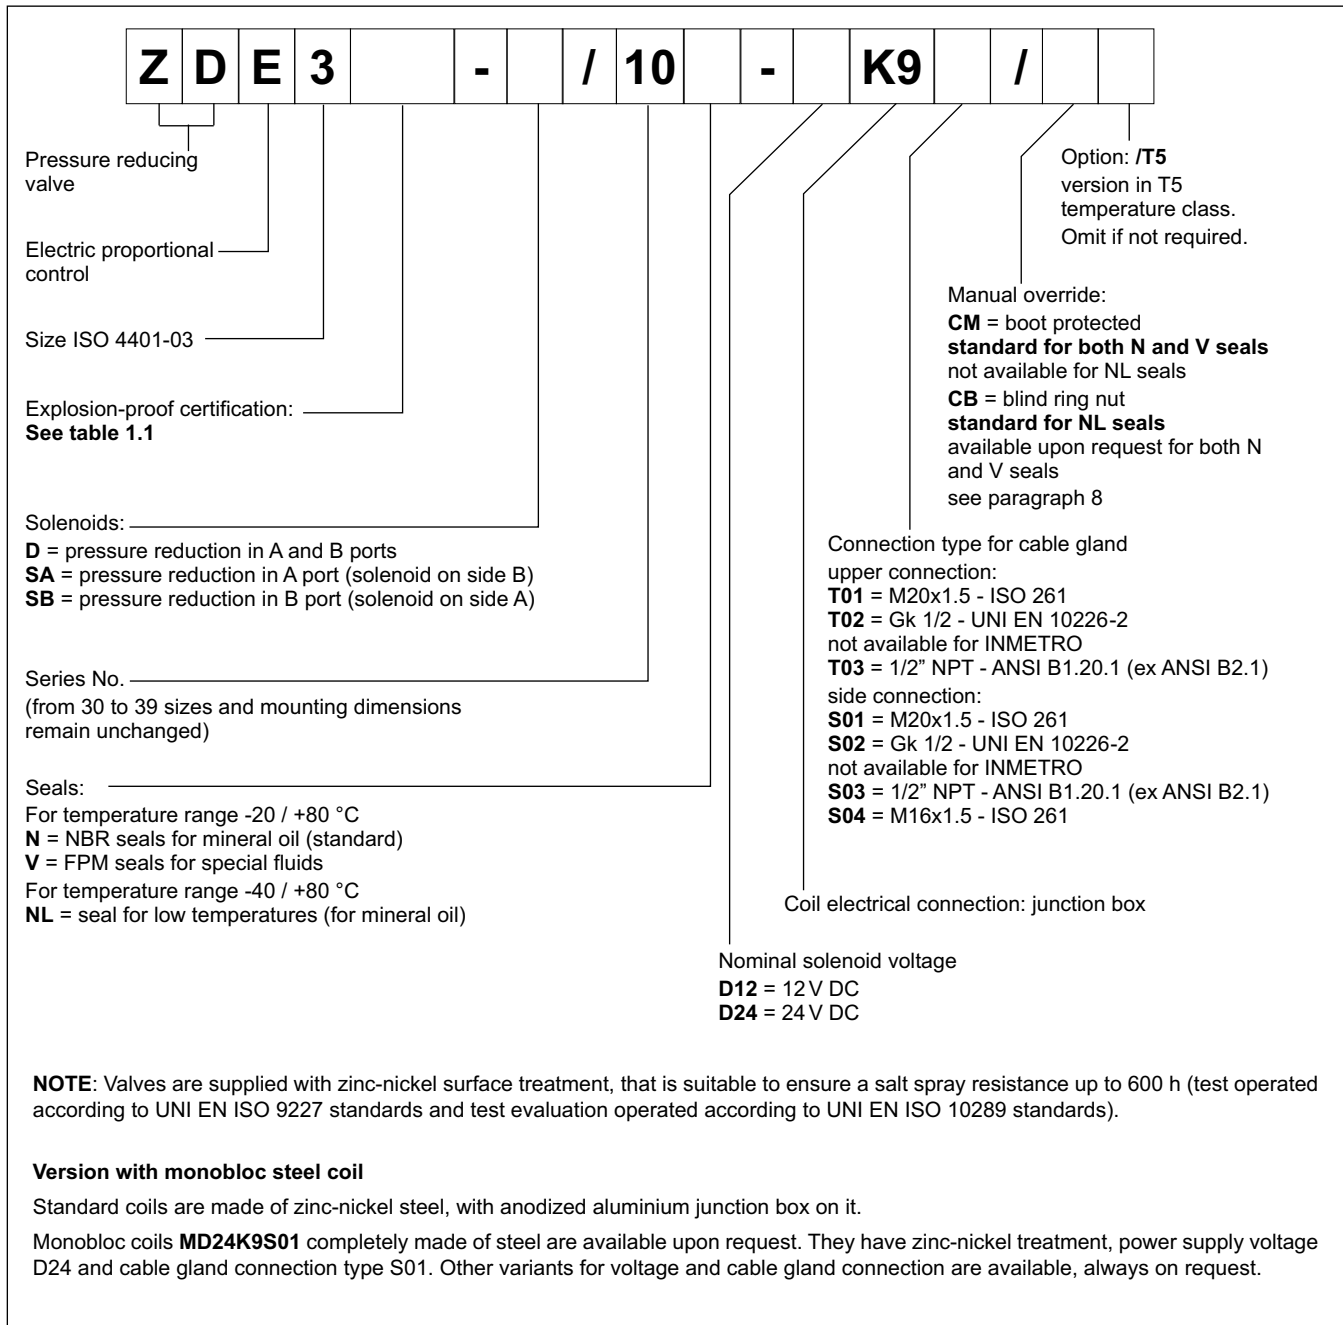 Z D E 3 - / 10 - K9 /
Pressure reducing
valve
Electric proportional
control
Size ISO 4401-03
Explosion-proof certification:
See table 1.1
Solenoids:
D = pressure reduction in A and B ports
SA = pressure reduction in A port (solenoid on side B)
SB = pressure reduction in B port (solenoid on side A)
Series No.
(from 30 to 39 sizes and mounting dimensions
remain unchanged)
Seals:
For temperature range -20 / +80 °C
N = NBR seals for mineral oil (standard)
V = FPM seals for special fluids
For temperature range -40 / +80 °C
NL = seal for low temperatures (for mineral oil)
Option: /T5
version in T5
temperature class.
Omit if not required.
Manual override:
CM = boot protected
standard for both N and V seals
not available for NL seals
CB = blind ring nut
standard for NL seals
available upon request for both N
and V seals
see paragraph 8
Connection type for cable gland
upper connection:
T01 = M20x1.5 - ISO 261
T02 = Gk 1/2 - UNI EN 10226-2
not available for INMETRO
T03 = 1/2” NPT - ANSI B1.20.1 (ex ANSI B2.1)
side connection:
S01 = M20x1.5 - ISO 261
S02 = Gk 1/2 - UNI EN 10226-2
not available for INMETRO
S03 = 1/2” NPT - ANSI B1.20.1 (ex ANSI B2.1)
S04 = M16x1.5 - ISO 261
Coil electrical connection: junction box
Nominal solenoid voltage
D12 = 12 V DC
D24 = 24 V DC
NOTE: Valves are supplied with zinc-nickel surface treatment, that is suitable to ensure a salt spray resistance up to 600 h (test operated
according to UNI EN ISO 9227 standards and test evaluation operated according to UNI EN ISO 10289 standards).
Version with monobloc steel coil
Standard coils are made of zinc-nickel steel, with anodized aluminium junction box on it.
Monobloc coils MD24K9S01 completely made of steel are available upon request. They have zinc-nickel treatment, power supply voltage
D24 and cable gland connection type S01. Other variants for voltage and cable gland connection are available, always on request.